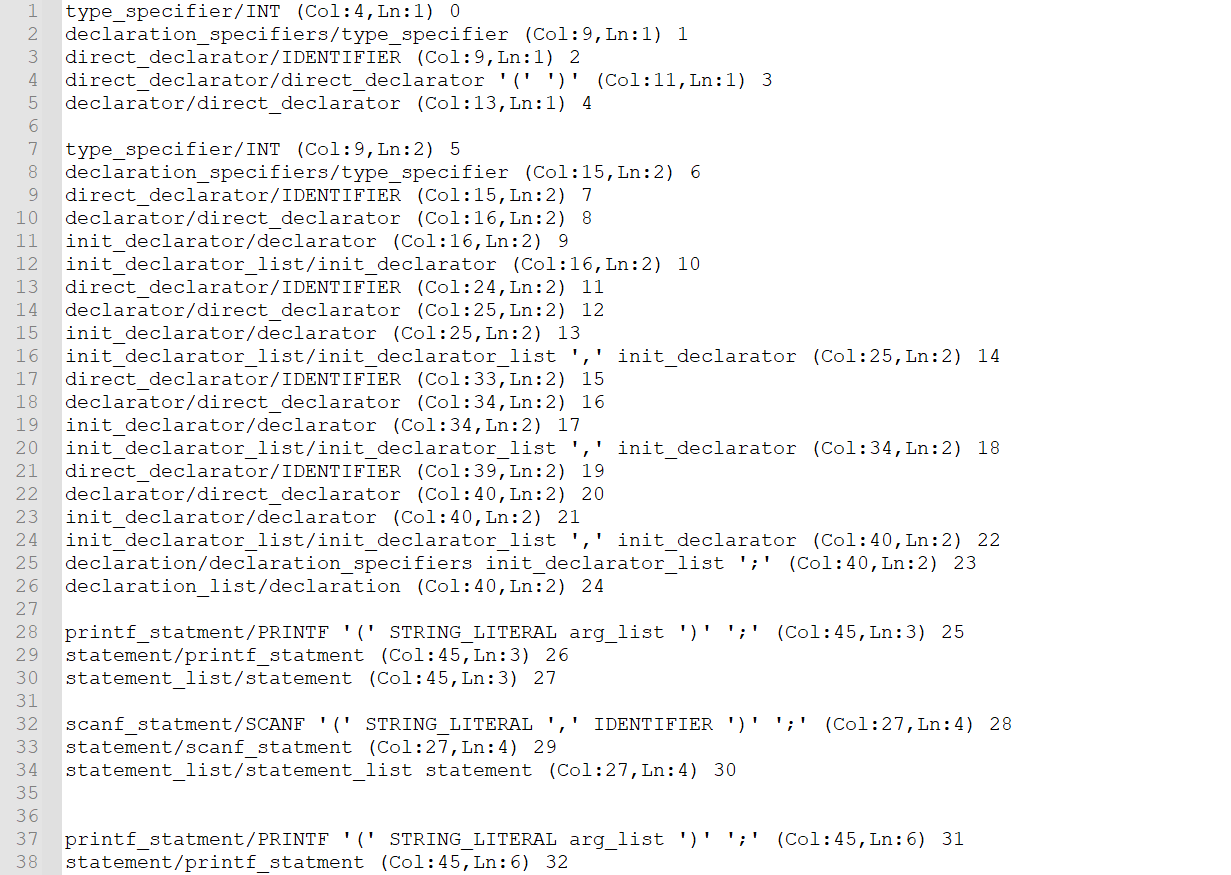 1 type_specifier/INT (Col:4,Ln:1) 0
2 declaration_specifiers/type_specifier (Col:9,Ln:1) 1
3 direct_declarator/IDENTIFIER (Col:9,Ln:1) 2
4 direct_declarator/direct_declarator '(' ')' (Col:11,Ln:1) 3
5 declarator/direct_declarator (Col:13,Ln:1) 4
6
7 type_specifier/INT (Col:9,Ln:2) 5
8 declaration_specifiers/type_specifier (Col:15,Ln:2) 6
9 direct_declarator/IDENTIFIER (Col:15,Ln:2) 7
10 declarator/direct_declarator (Col:16,Ln:2) 8
11 init_declarator/declarator (Col:16,Ln:2) 9
12 init_declarator_list/init_declarator (Col:16,Ln:2) 10
13 direct_declarator/IDENTIFIER (Col:24,Ln:2) 11
14 declarator/direct_declarator (Col:25,Ln:2) 12
15 init_declarator/declarator (Col:25,Ln:2) 13
16 init_declarator_list/init_declarator_list ',' init_declarator (Col:25,Ln:2) 14
17 direct_declarator/IDENTIFIER (Col:33,Ln:2) 15
18 declarator/direct_declarator (Col:34,Ln:2) 16
19 init_declarator/declarator (Col:34,Ln:2) 17
20 init_declarator_list/init_declarator_list ',' init_declarator (Col:34,Ln:2) 18
21 direct_declarator/IDENTIFIER (Col:39,Ln:2) 19
22 declarator/direct_declarator (Col:40,Ln:2) 20
23 init_declarator/declarator (Col:40,Ln:2) 21
24 init_declarator_list/init_declarator_list ',' init_declarator (Col:40,Ln:2) 22
25 declaration/declaration_specifiers init_declarator_list ';' (Col:40,Ln:2) 23
26 declaration_list/declaration (Col:40,Ln:2) 24
27
28 printf_statment/PRINTF '(' STRING_LITERAL arg_list ')' ';' (Col:45,Ln:3) 25
29 statement/printf_statment (Col:45,Ln:3) 26
30 statement_list/statement (Col:45,Ln:3) 27
31
32 scanf_statment/SCANF '(' STRING_LITERAL ',' IDENTIFIER ')' ';' (Col:27,Ln:4) 28
33 statement/scanf_statment (Col:27,Ln:4) 29
34 statement_list/statement_list statement (Col:27,Ln:4) 30
35
36
37 printf_statment/PRINTF '(' STRING_LITERAL arg_list ')' ';' (Col:45,Ln:6) 31
38 statement/printf_statment (Col:45,Ln:6) 32